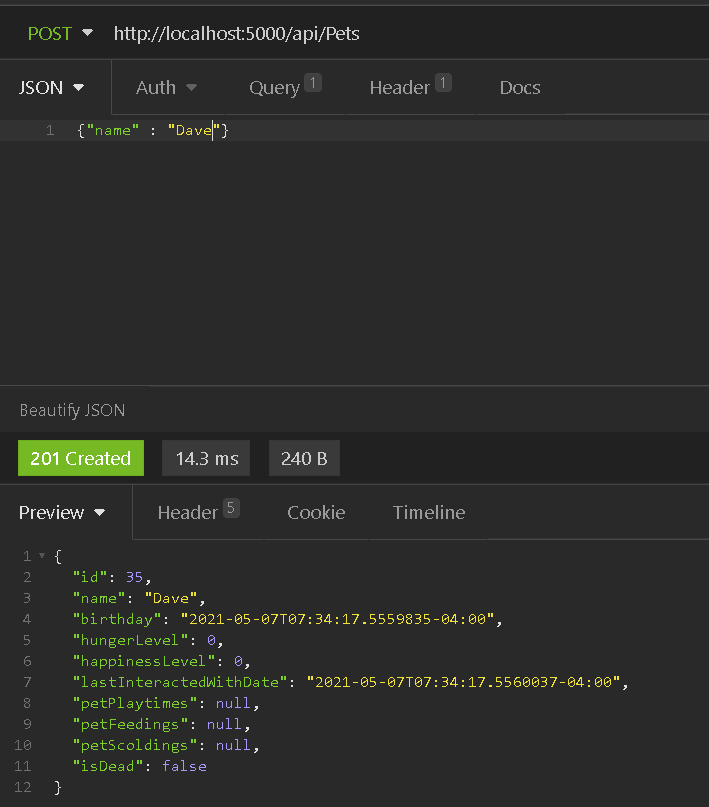 POST http://localhost:5000/api/Pets
JSON Auth Query 1 Header 1 Docs
1 {"name" : "Dave"}
Beautify JSON
201 Created 14.3 ms 240 B
Preview Header 5 Cookie Timeline
1 {
2 "id": 35,
3 "name": "Dave",
4 "birthday": "2021-05-07T07:34:17.5559835-04:00",
5 "hungerLevel": 0,
6 "happinessLevel": 0,
7 "lastInteractedWithDate": "2021-05-07T07:34:17.5560037-04:00",
8 "petPlaytimes": null,
9 "petFeedings": null,
10 "petScoldings": null,
11 "isDead": false
12 }